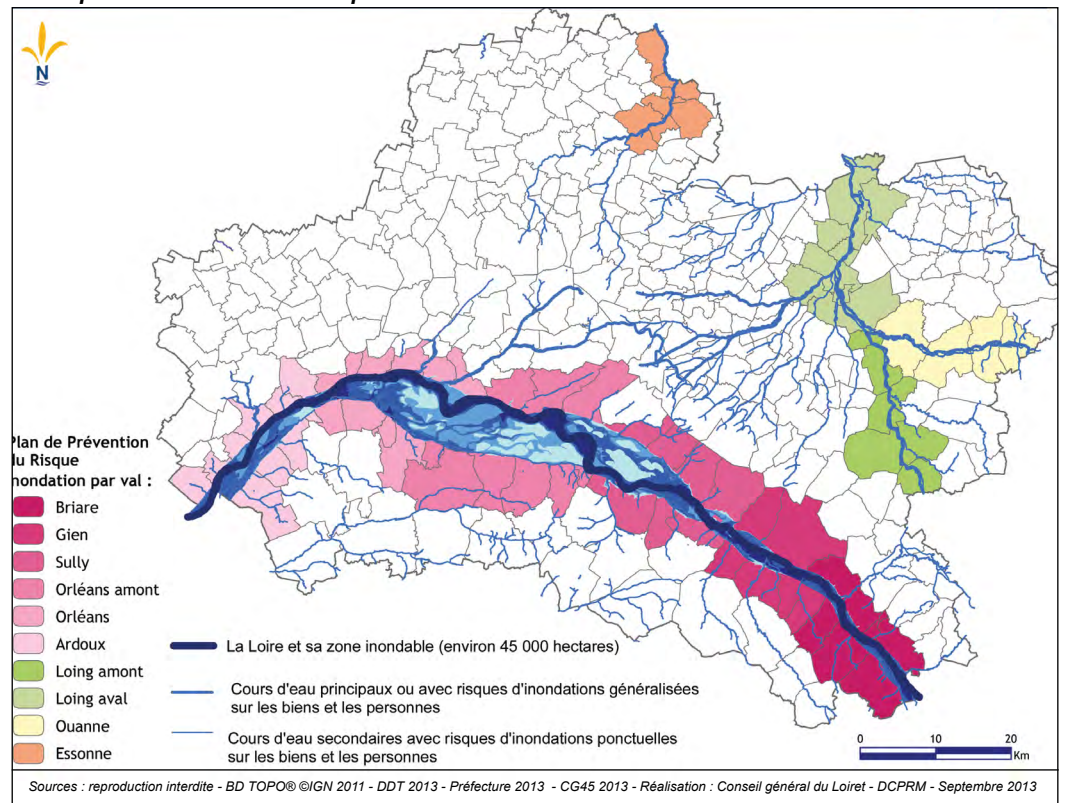 N
Plan de Prévention
du Risque
inondation par val :
Briare
Gien
Sully
Orléans amont
Orléans
Ardoux
Loing amont
Loing aval
Ouanne
Essonne
La Loire et sa zone inondable (environ 45 000 hectares)
Cours d'eau principaux ou avec risques d'inondations généralisées
sur les biens et les personnes
Cours d'eau secondaires avec risques d'inondations ponctuelles
sur les biens et les personnes
0 10 20
Km
Sources : reproduction interdite - BD TOPO® ©IGN 2011 - DDT 2013 - Préfecture 2013 - CG45 2013 - Réalisation : Conseil général du Loiret - DCPRM - Septembre 2013